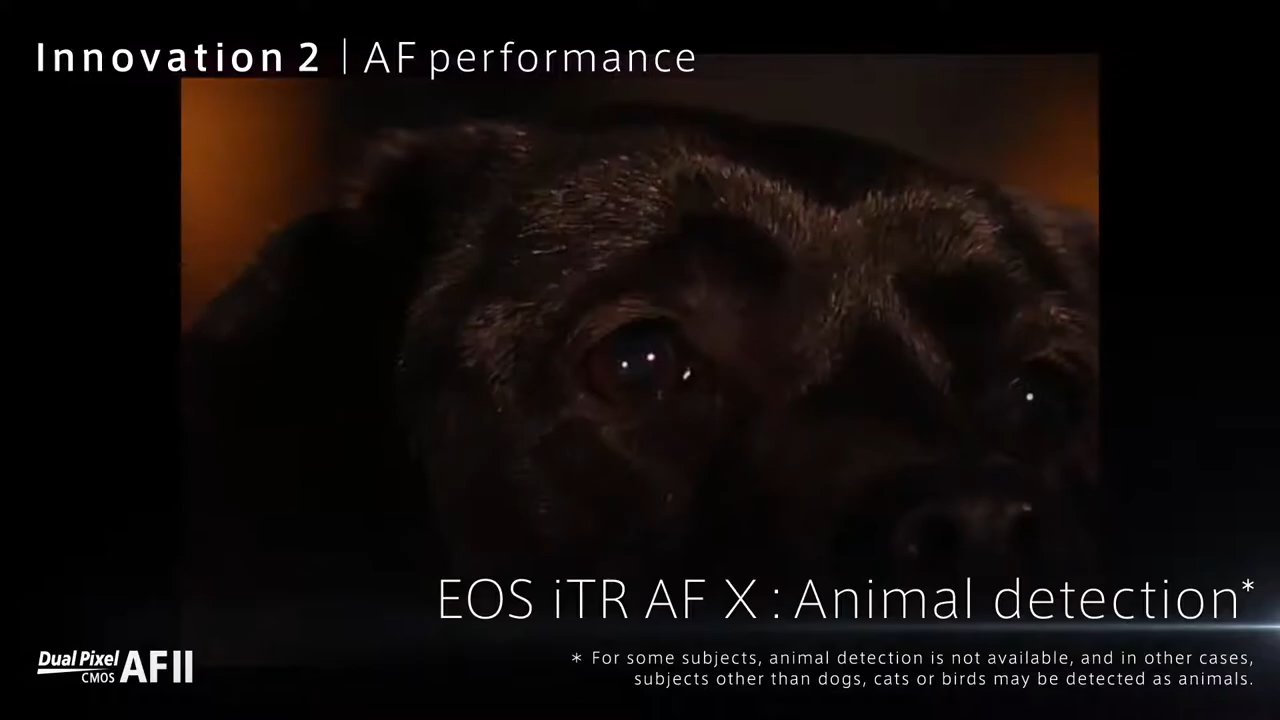 Innovation 2 | AF performance
EOS iTR AF X : Animal detection*
* For some subjects, animal detection is not available, and in other cases,
subjects other than dogs, cats or birds may be detected as animals.
Dual Pixel
CMOS AF II